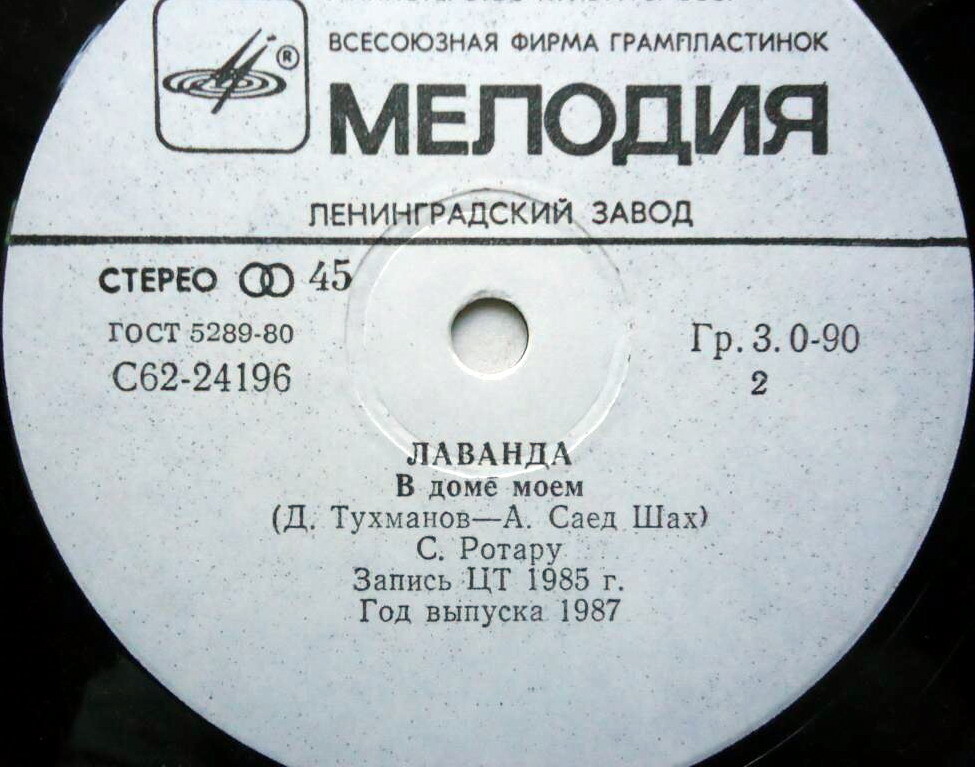 ВСЕСОЮЗНАЯ ФИРМА ГРАМПЛАСТИНОК
®
МЕЛОДИЯ
ЛЕНИНГРАДСКИЙ ЗАВОД
СТЕРЕО 45
ГОСТ 5289-80
С62-24196
Гр. 3. 0-90
2
ЛАВАНДА
В доме моем
(Д. Тухманов—А. Саед Шах)
С. Ротару
Запись ЦТ 1985 г.
Год выпуска 1987